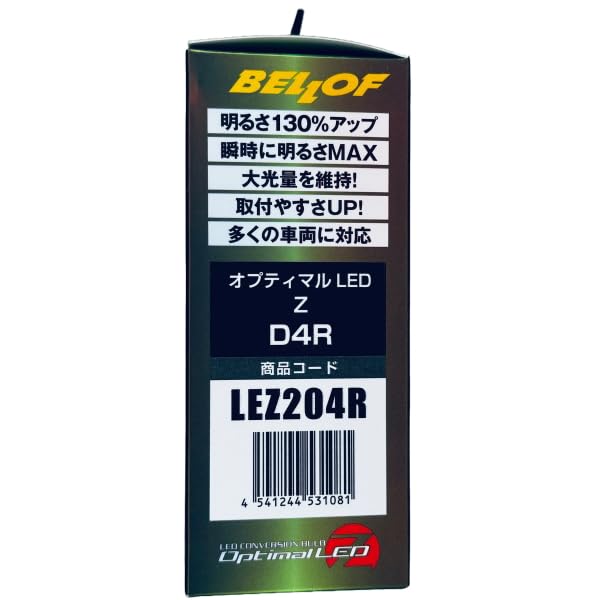 BELLOF
明るさ130%アップ
瞬時に明るさMAX
大光量を維持!
取付やすさUP!
多くの車両に対応
オプティマル LED
Z
D4R
商品コード
LEZ204R
4 541244 531081
LED CONVERSION BULB
Optimal LED